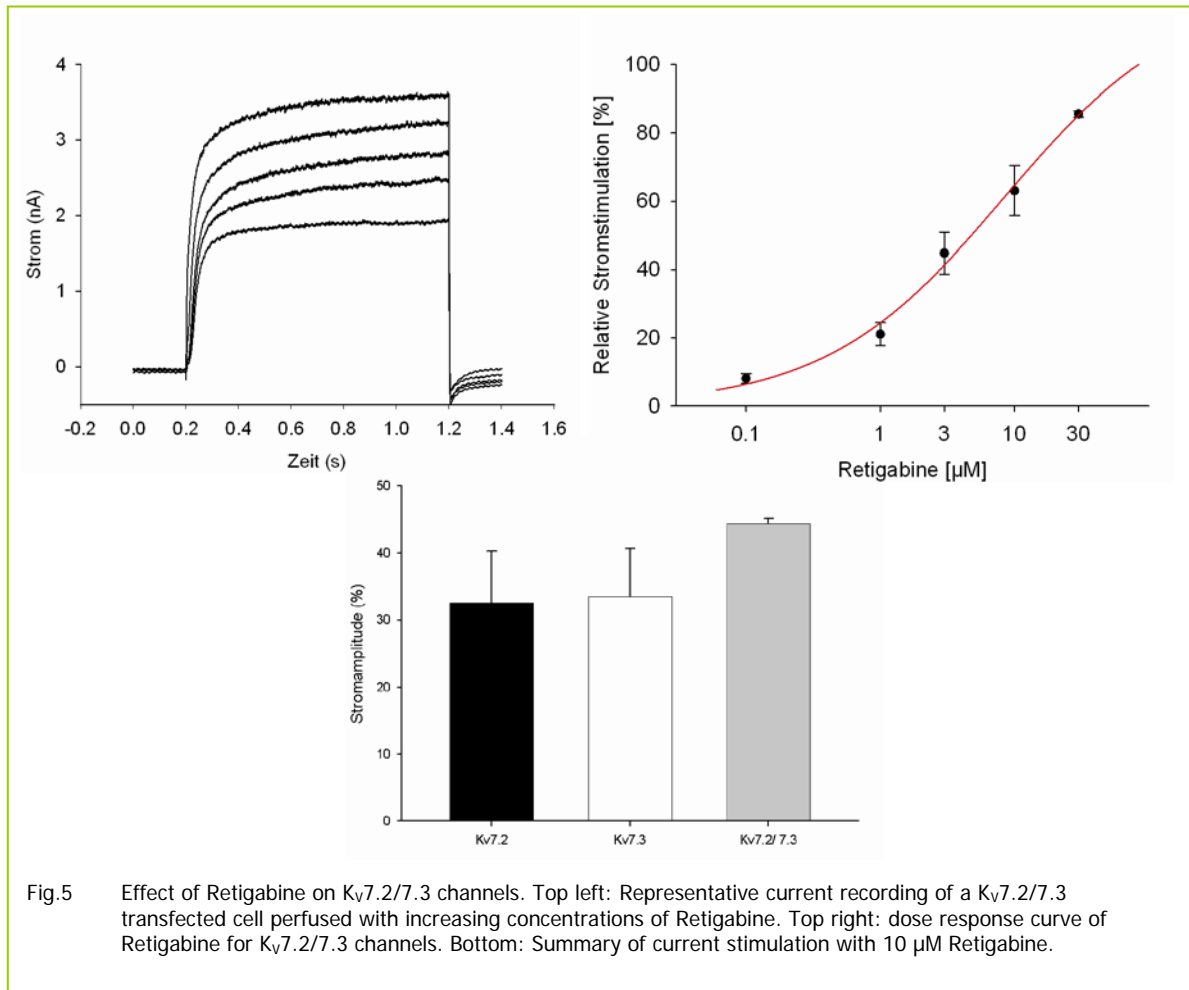 4
3
2
1
0
Strom (nA)
-0.2 0.0 0.2 0.4 0.6 0.8 1.0 1.2 1.4 1.6
Zeit (s)
100
80
60
40
20
0
Relative Stromstimulation [%]
0.1 1 3 10 30
Retigabine [µM]
50
40
30
20
10
0
Stromamplitude (%)
Kv7.2 Kv7.3 Kv7.2/ 7.3
Fig.5 Effect of Retigabine on KV7.2/7.3 channels. Top left: Representative current recording of a KV7.2/7.3
transfected cell perfused with increasing concentrations of Retigabine. Top right: dose response curve of
Retigabine for KV7.2/7.3 channels. Bottom: Summary of current stimulation with 10 µM Retigabine.